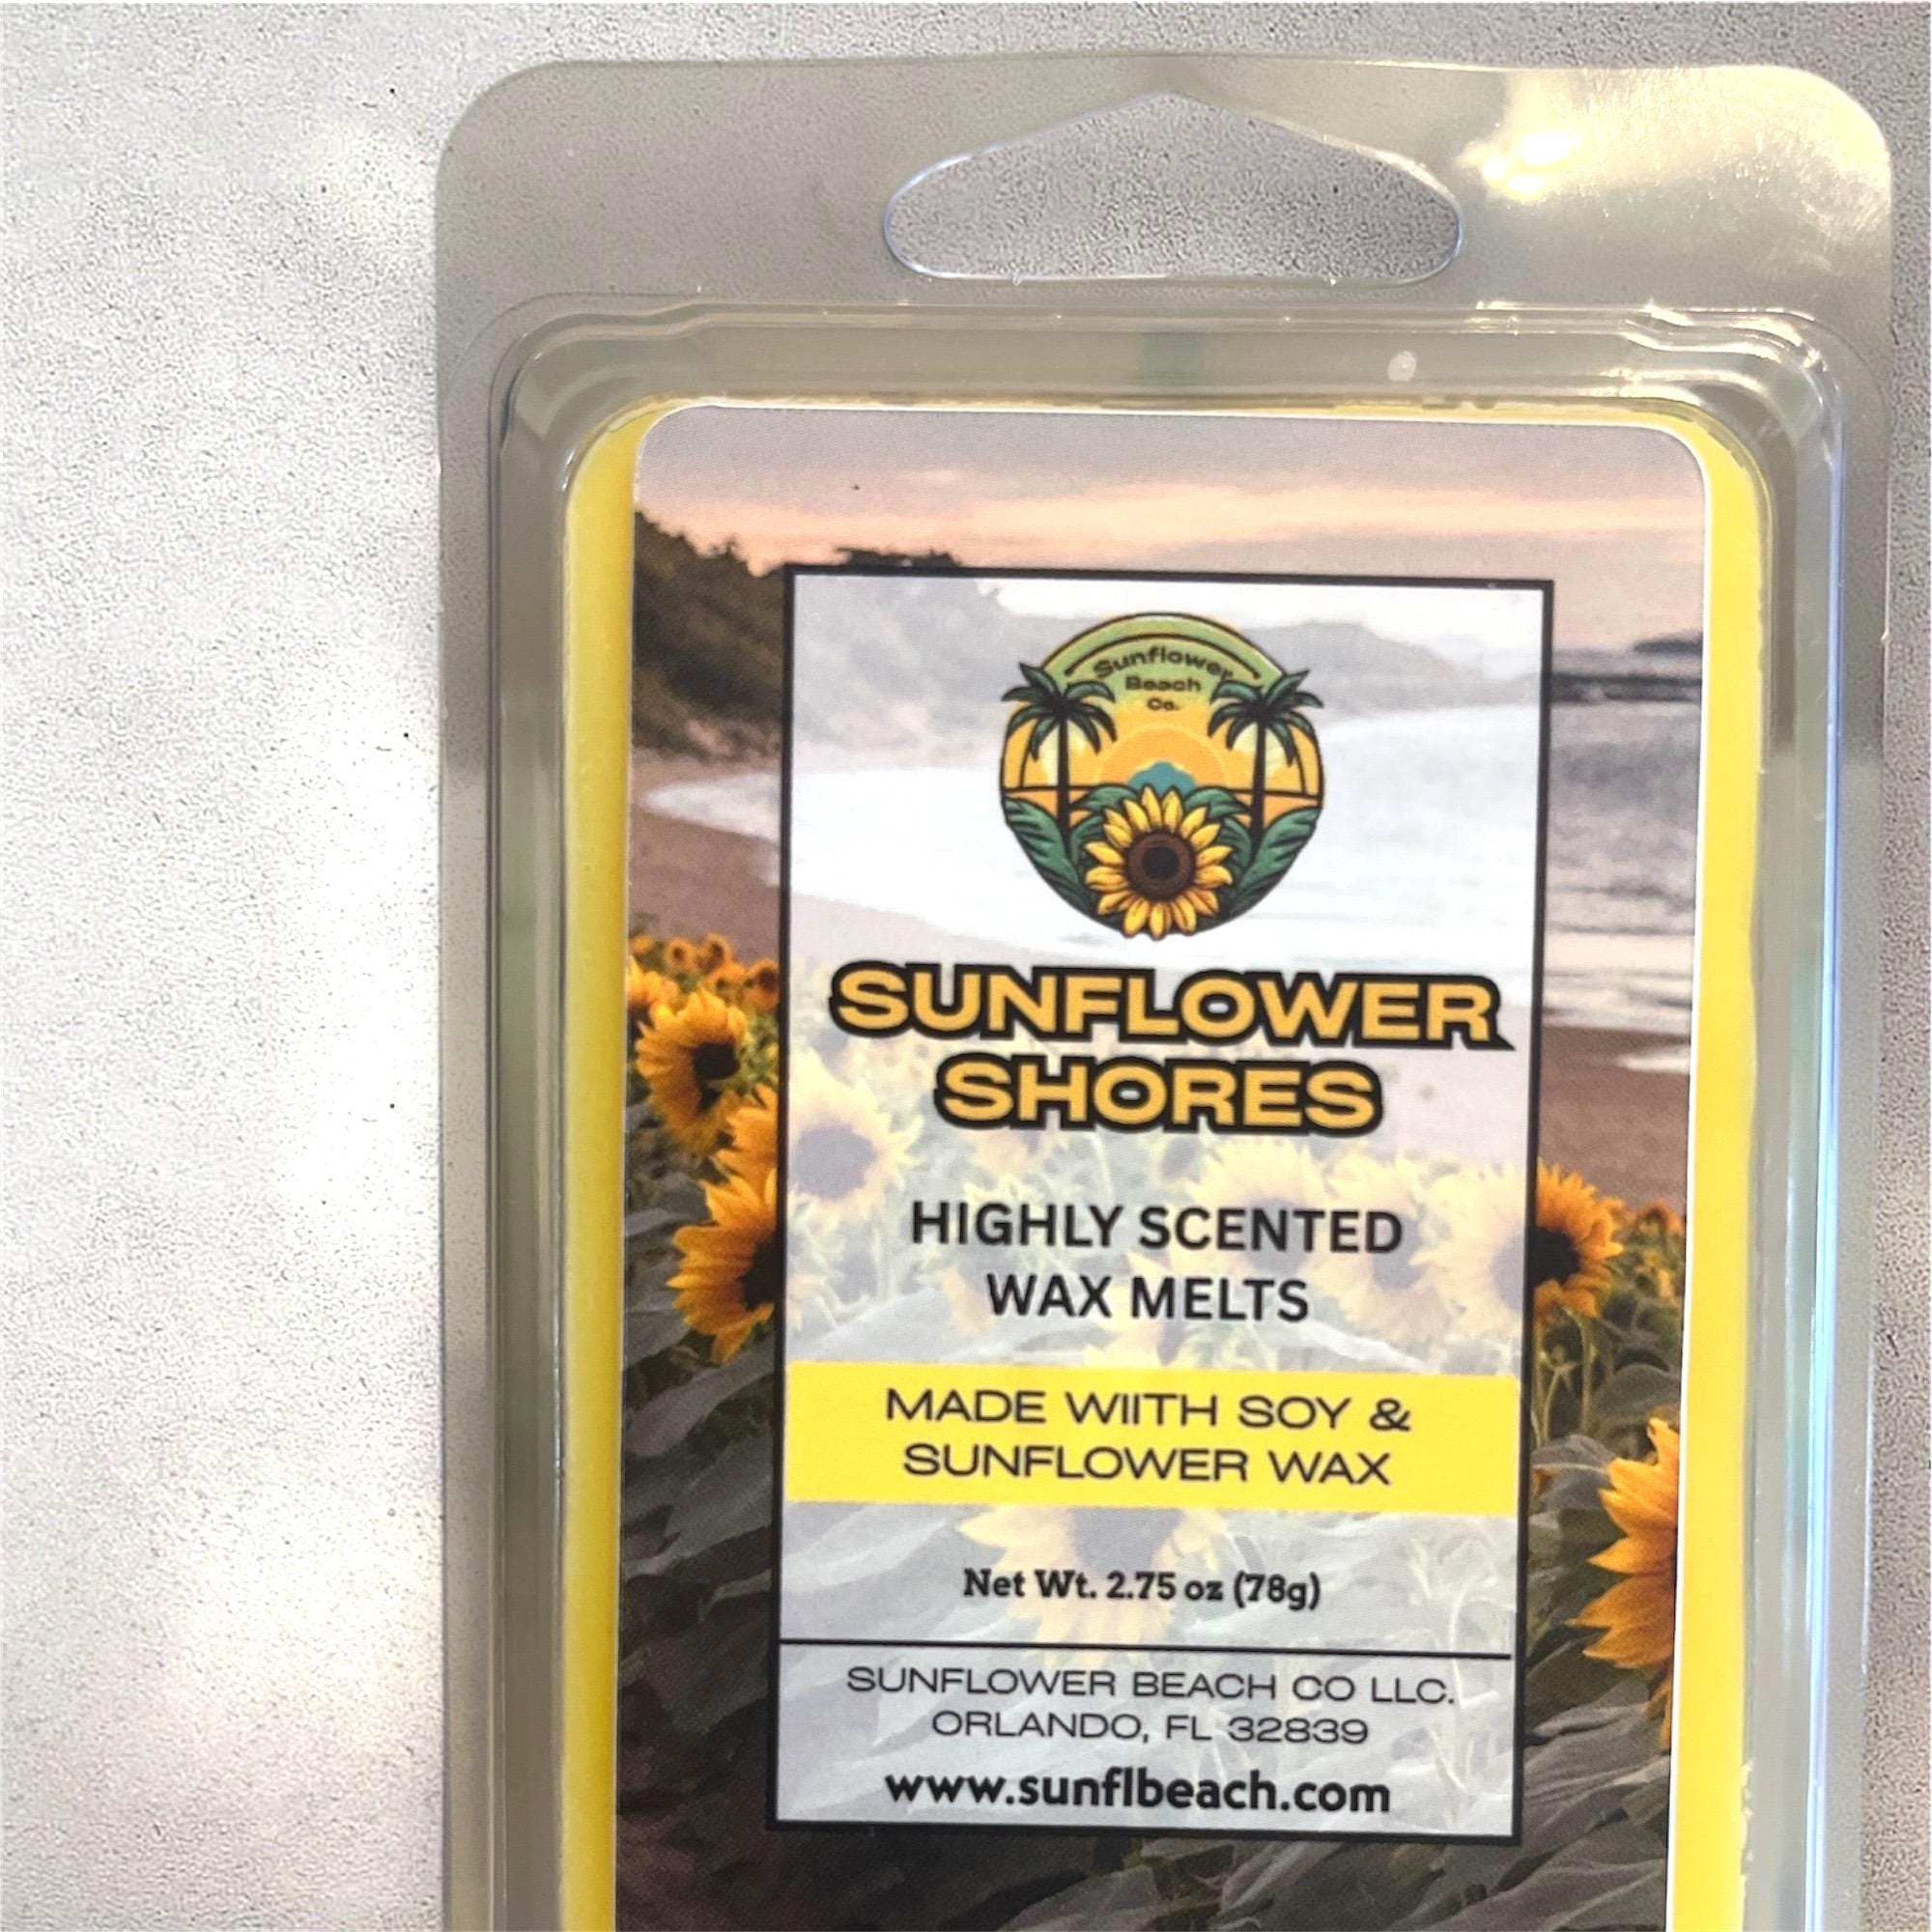 Sunflower
Beach
Co.
SUNFLOWER
SHORES
HIGHLY SCENTED
WAX MELTS
MADE WIITH SOY &
SUNFLOWER WAX
Net Wt. 2.75 oz (78g)
SUNFLOWER BEACH CO LLC.
ORLANDO, FL 32839
www.sunflbeach.com